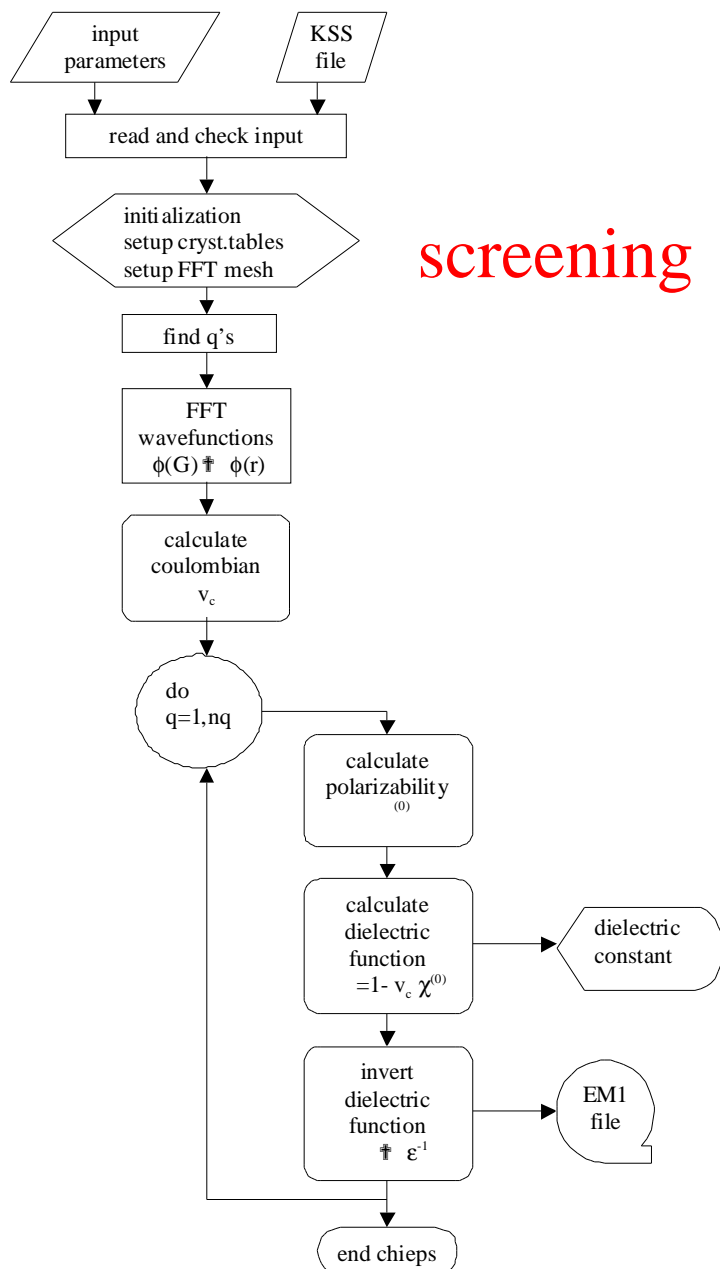 input
parameters
KSS
file
read and check input
initialization
setup cryst.tables
setup FFT mesh
screening
find q's
FFT
wavefunctions
ϕ(G) ✟ ϕ(r)
calculate
coulombian
v_c
do
q=1,nq
calculate
polarizability
(0)
calculate
dielectric
function
=1- v_c χ^(0)
dielectric
constant
invert
dielectric
function
✟ ε^-1
EM1
file
end chieps